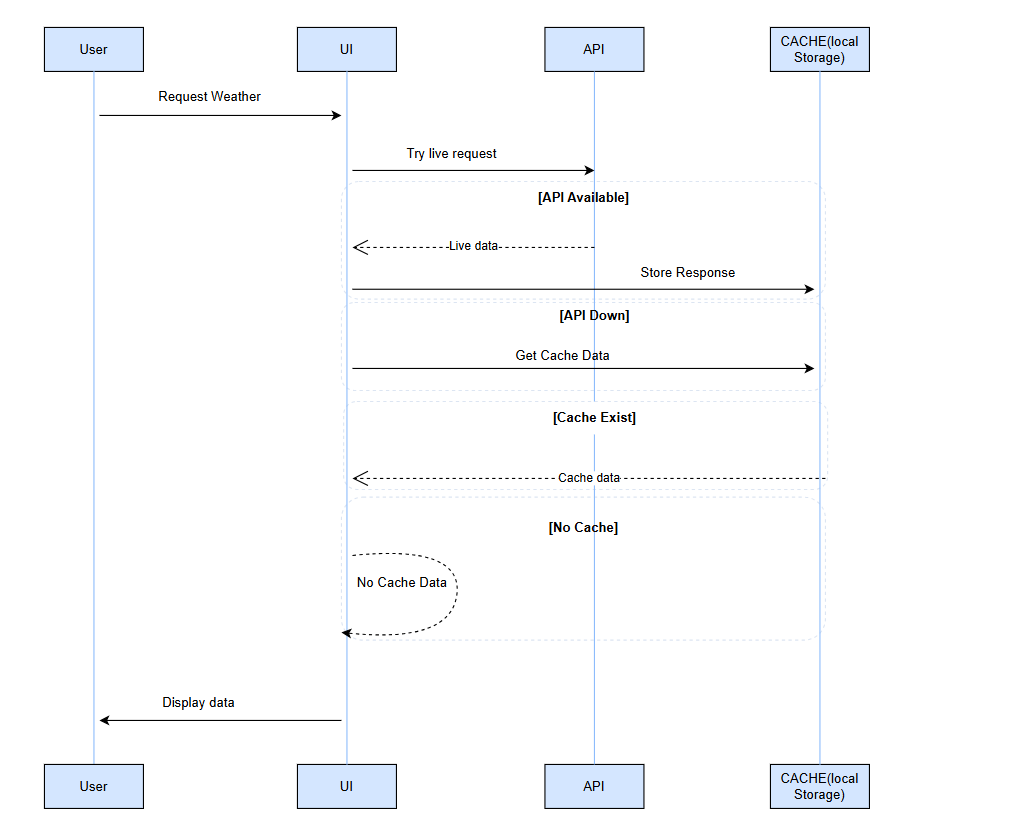 User
UI
API
CACHE(local
Storage)
Request Weather
Try live request
[API Available]
Live data
Store Response
[API Down]
Get Cache Data
[Cache Exist]
Cache data
[No Cache]
No Cache Data
Display data
User
UI
API
CACHE(local
Storage)